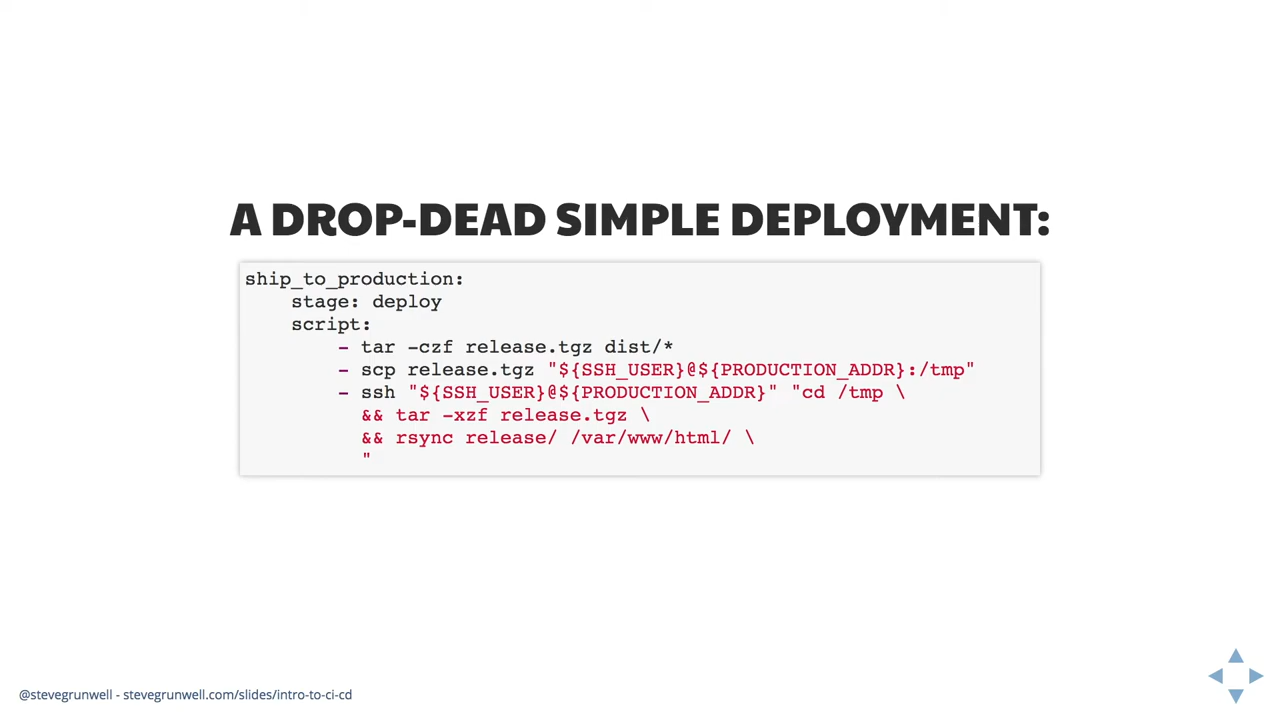 A DROP-DEAD SIMPLE DEPLOYMENT:
ship_to_production:
    stage: deploy
    script:
        - tar -czf release.tgz dist/*
        - scp release.tgz "${SSH_USER}@${PRODUCTION_ADDR}:/tmp"
        - ssh "${SSH_USER}@${PRODUCTION_ADDR}" "cd /tmp \
          && tar -xzf release.tgz \
          && rsync release/ /var/www/html/ \
          "
@stevegrunwell - stevegrunwell.com/slides/intro-to-ci-cd